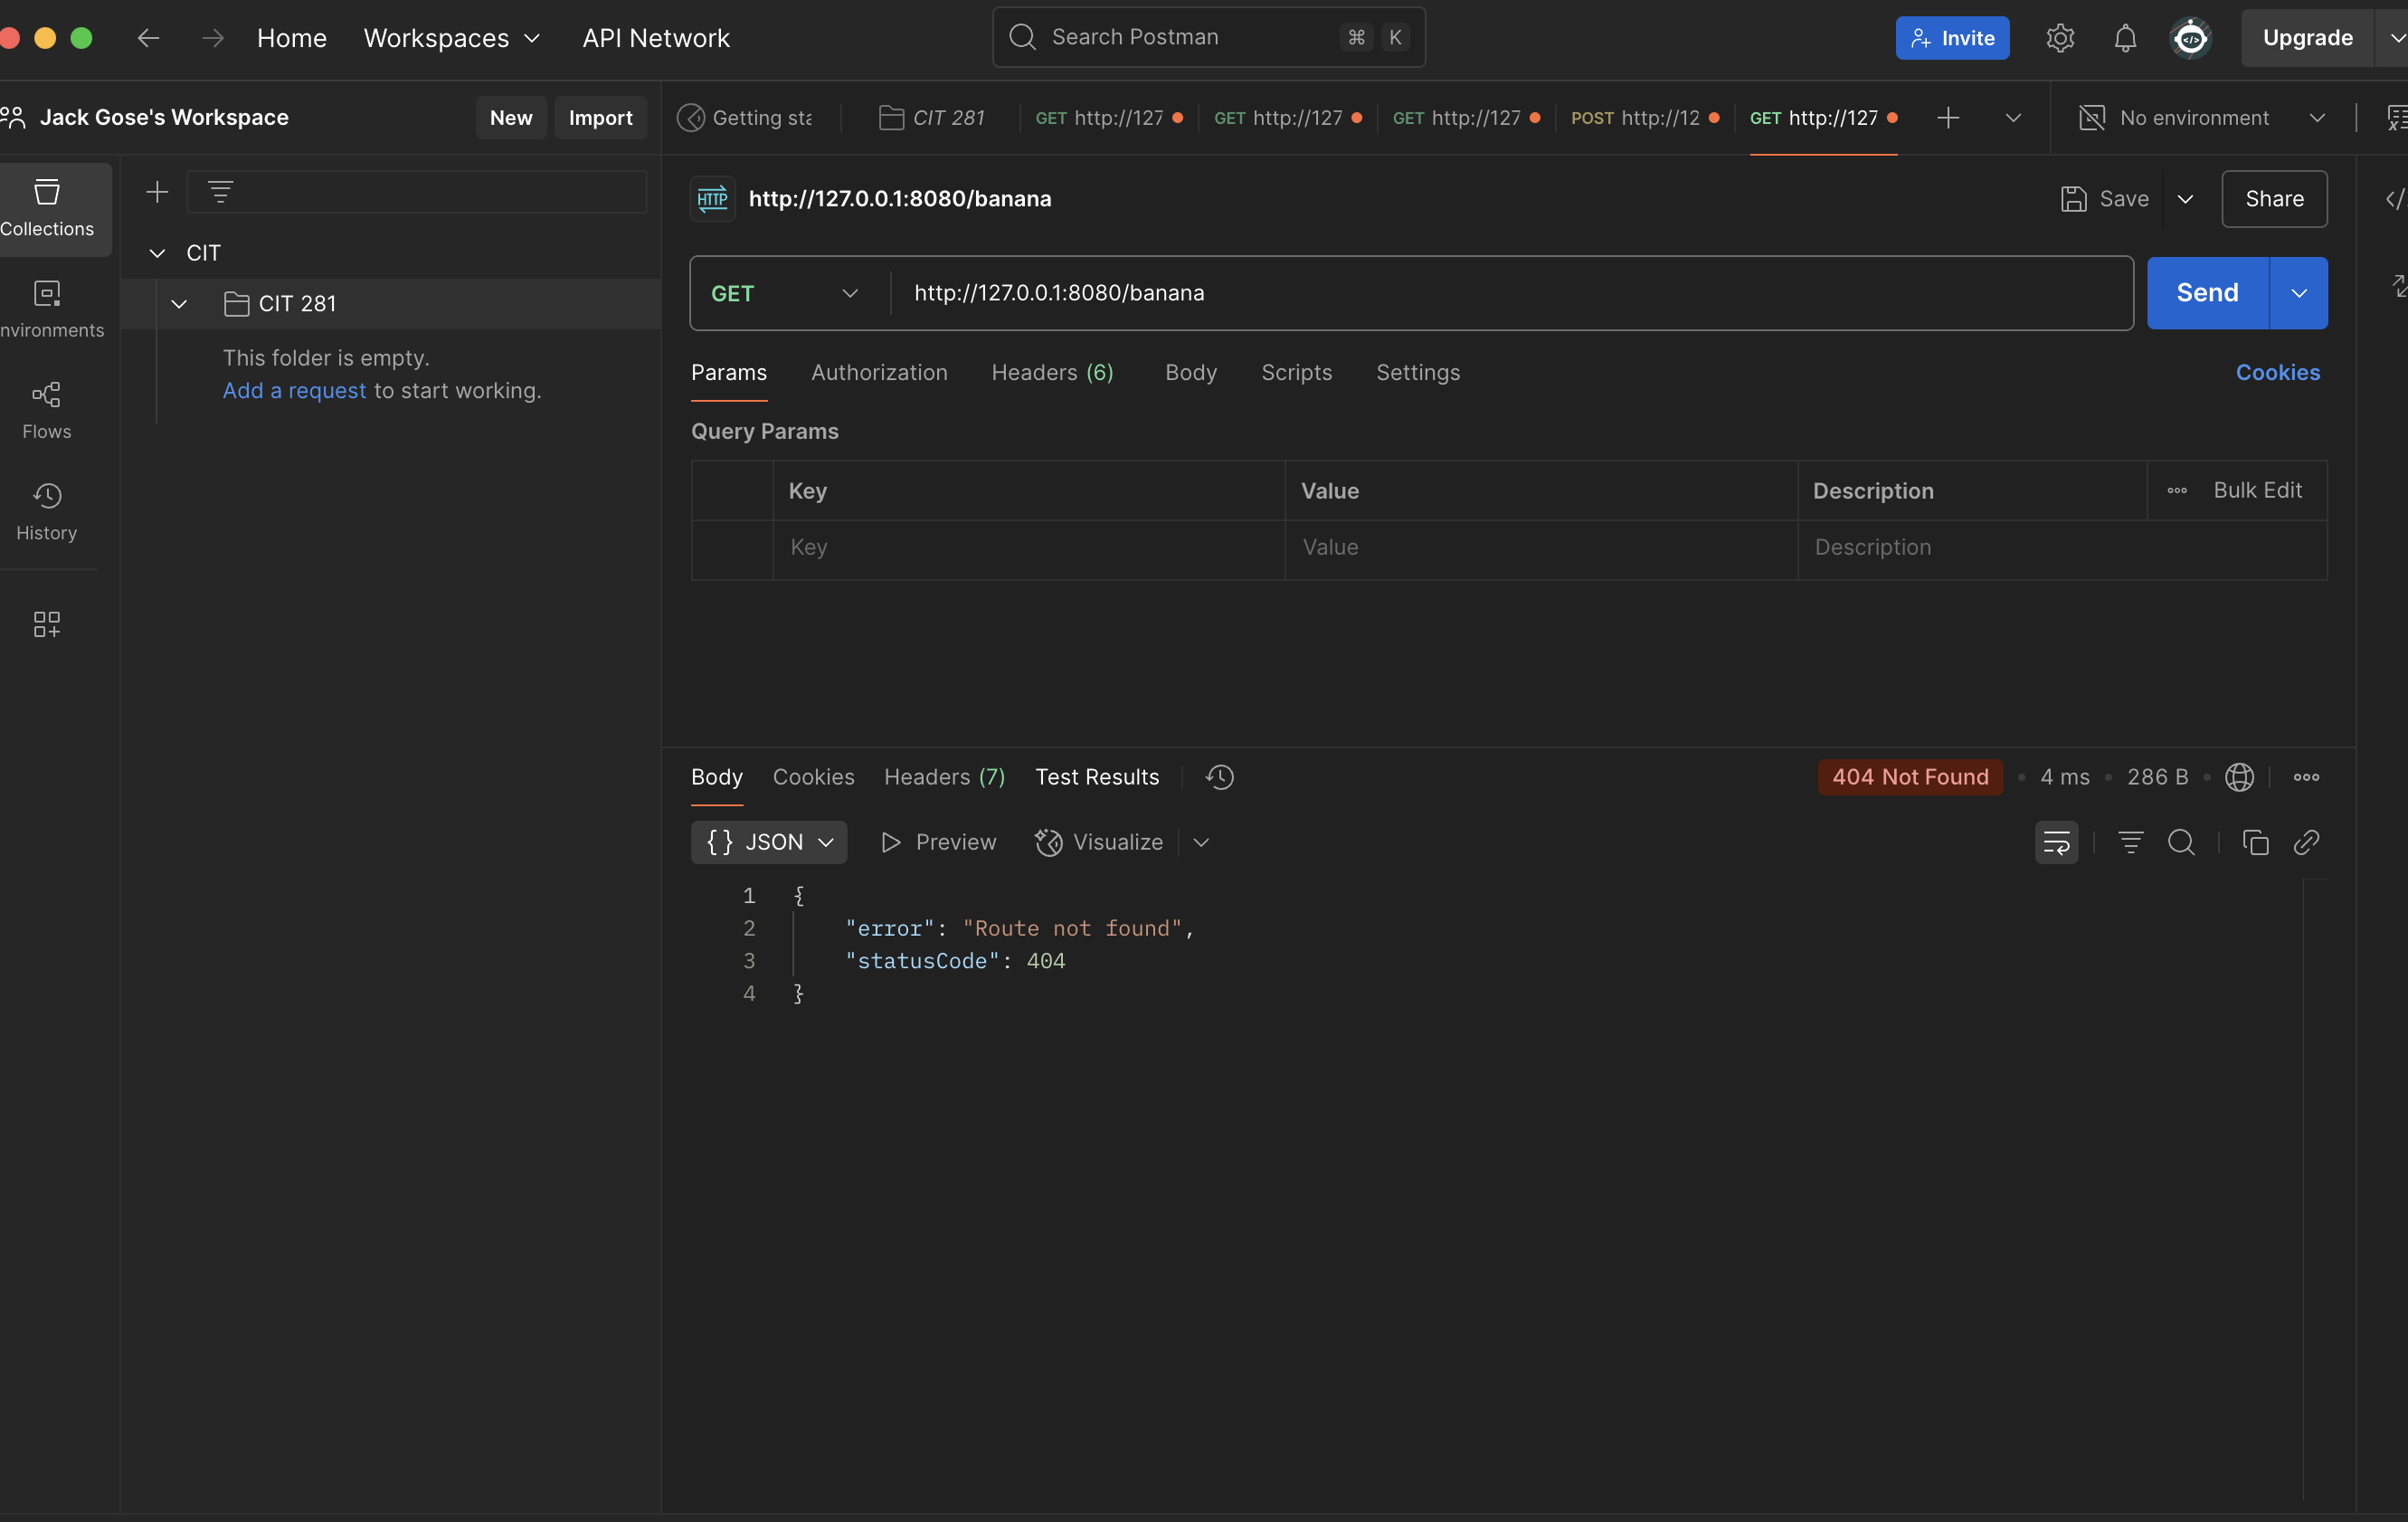 Home Workspaces API Network Search Postman ⌘ K Invite Upgrade
Jack Gose's Workspace New Import
Getting sta CIT 281 GET http://127 GET http://127 GET http://127 POST http://12 GET http://127 No environment
Collections
nvironments
Flows
History
CIT
CIT 281
This folder is empty.
Add a request to start working.
HTTP http://127.0.0.1:8080/banana Save Share
GET http://127.0.0.1:8080/banana Send
Params Authorization Headers (6) Body Scripts Settings Cookies
Query Params
Key Value Description Bulk Edit
Key Value Description
Body Cookies Headers (7) Test Results 404 Not Found • 4 ms • 286 B •
{} JSON Preview Visualize
1 {
2 "error": "Route not found",
3 "statusCode": 404
4 }